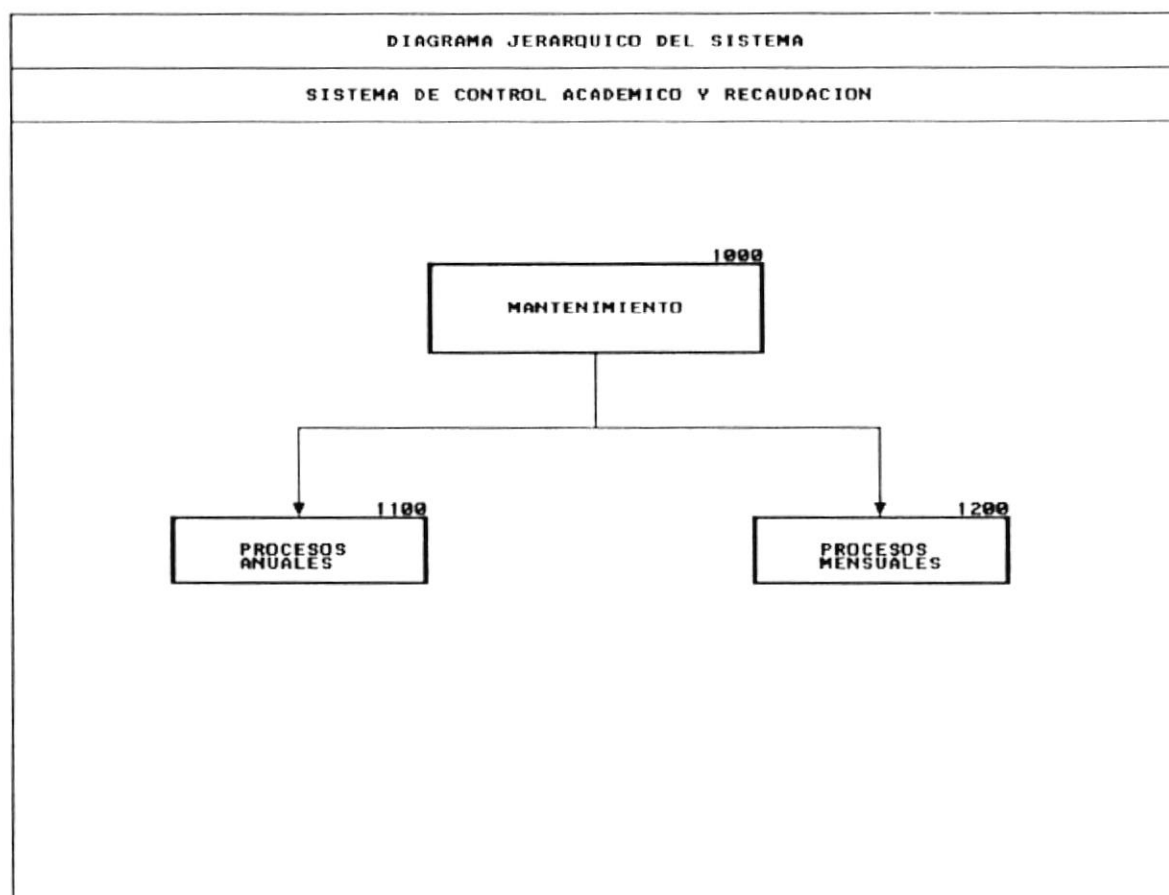 DIAGRAMA JERARQUICO DEL SISTEMA
SISTEMA DE CONTROL ACADEMICO Y RECAUDACION
1000
MANTENIMIENTO
1100
PROCESOS
ANUALES
1200
PROCESOS
MENSUALES